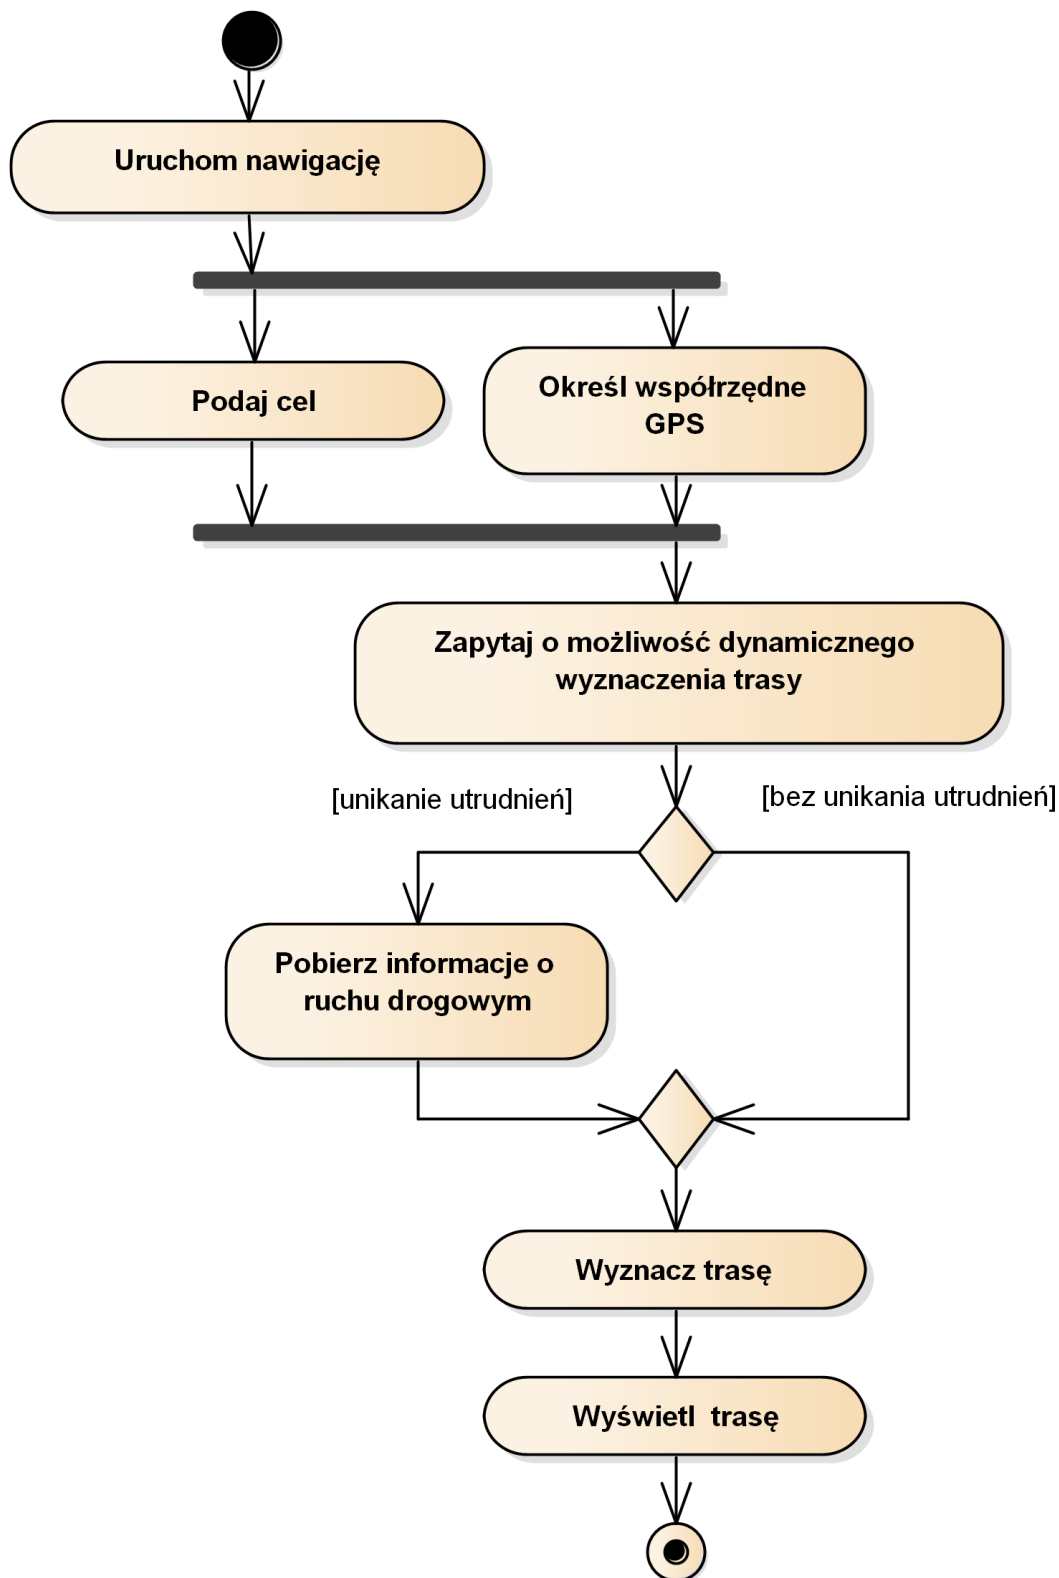 Uruchom nawigację
Podaj cel
Określ współrzędne
GPS
Zapytaj o możliwość dynamicznego
wyznaczenia trasy
[unikanie utrudnień]
[bez unikania utrudnień]
Pobierz informacje o
ruchu drogowym
Wyznacz trasę
Wyświetl trasę